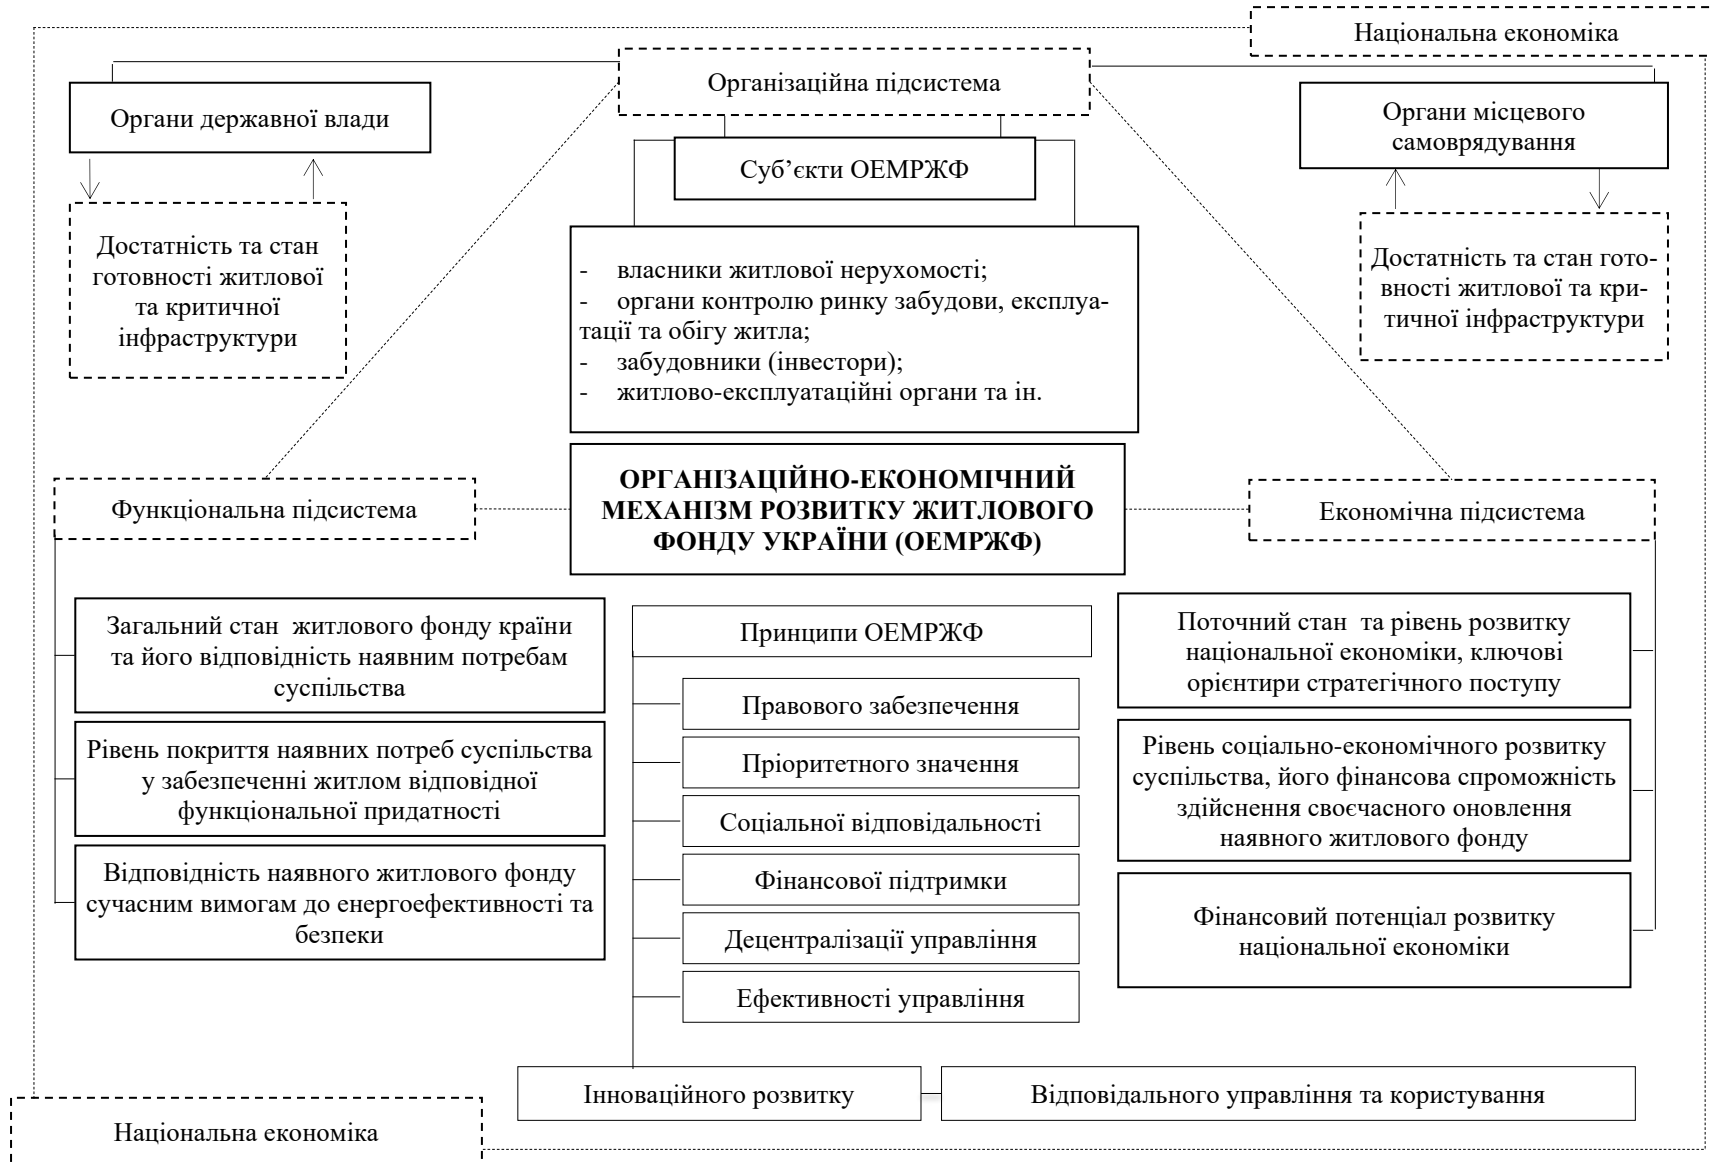 Національна економіка
Організаційна підсистема
Органи державної влади
Органи місцевого
самоврядування
Суб’єкти ОЕМРЖФ
Достатність та стан
готовності житлової
та критичної
інфраструктури
- власники житлової нерухомості;
- органи контролю ринку забудови, експлуа-
тації та обігу житла;
- забудовники (інвестори);
- житлово-експлуатаційні органи та ін.
Достатність та стан гото-
вності житлової та кри-
тичної інфраструктури
Функціональна підсистема
ОРГАНІЗАЦІЙНО-ЕКОНОМІЧНИЙ
МЕХАНІЗМ РОЗВИТКУ ЖИТЛОВОГО
ФОНДУ УКРАЇНИ (ОЕМРЖФ)
Економічна підсистема
Загальний стан житлового фонду країни
та його відповідність наявним потребам
суспільства
Рівень покриття наявних потреб суспільства
у забезпеченні житлом відповідної
функціональної придатності
Відповідність наявного житлового фонду
сучасним вимогам до енергоефективності та
безпеки
Принципи ОЕМРЖФ
Правового забезпечення
Пріоритетного значення
Соціальної відповідальності
Фінансової підтримки
Децентралізації управління
Ефективності управління
Інноваційного розвитку
Відповідального управління та користування
Поточний стан та рівень розвитку
національної економіки, ключові
орієнтири стратегічного поступу
Рівень соціально-економічного розвитку
суспільства, його фінансова спроможність
здійснення своєчасного оновлення
наявного житлового фонду
Фінансовий потенціал розвитку
національної економіки
Національна економіка